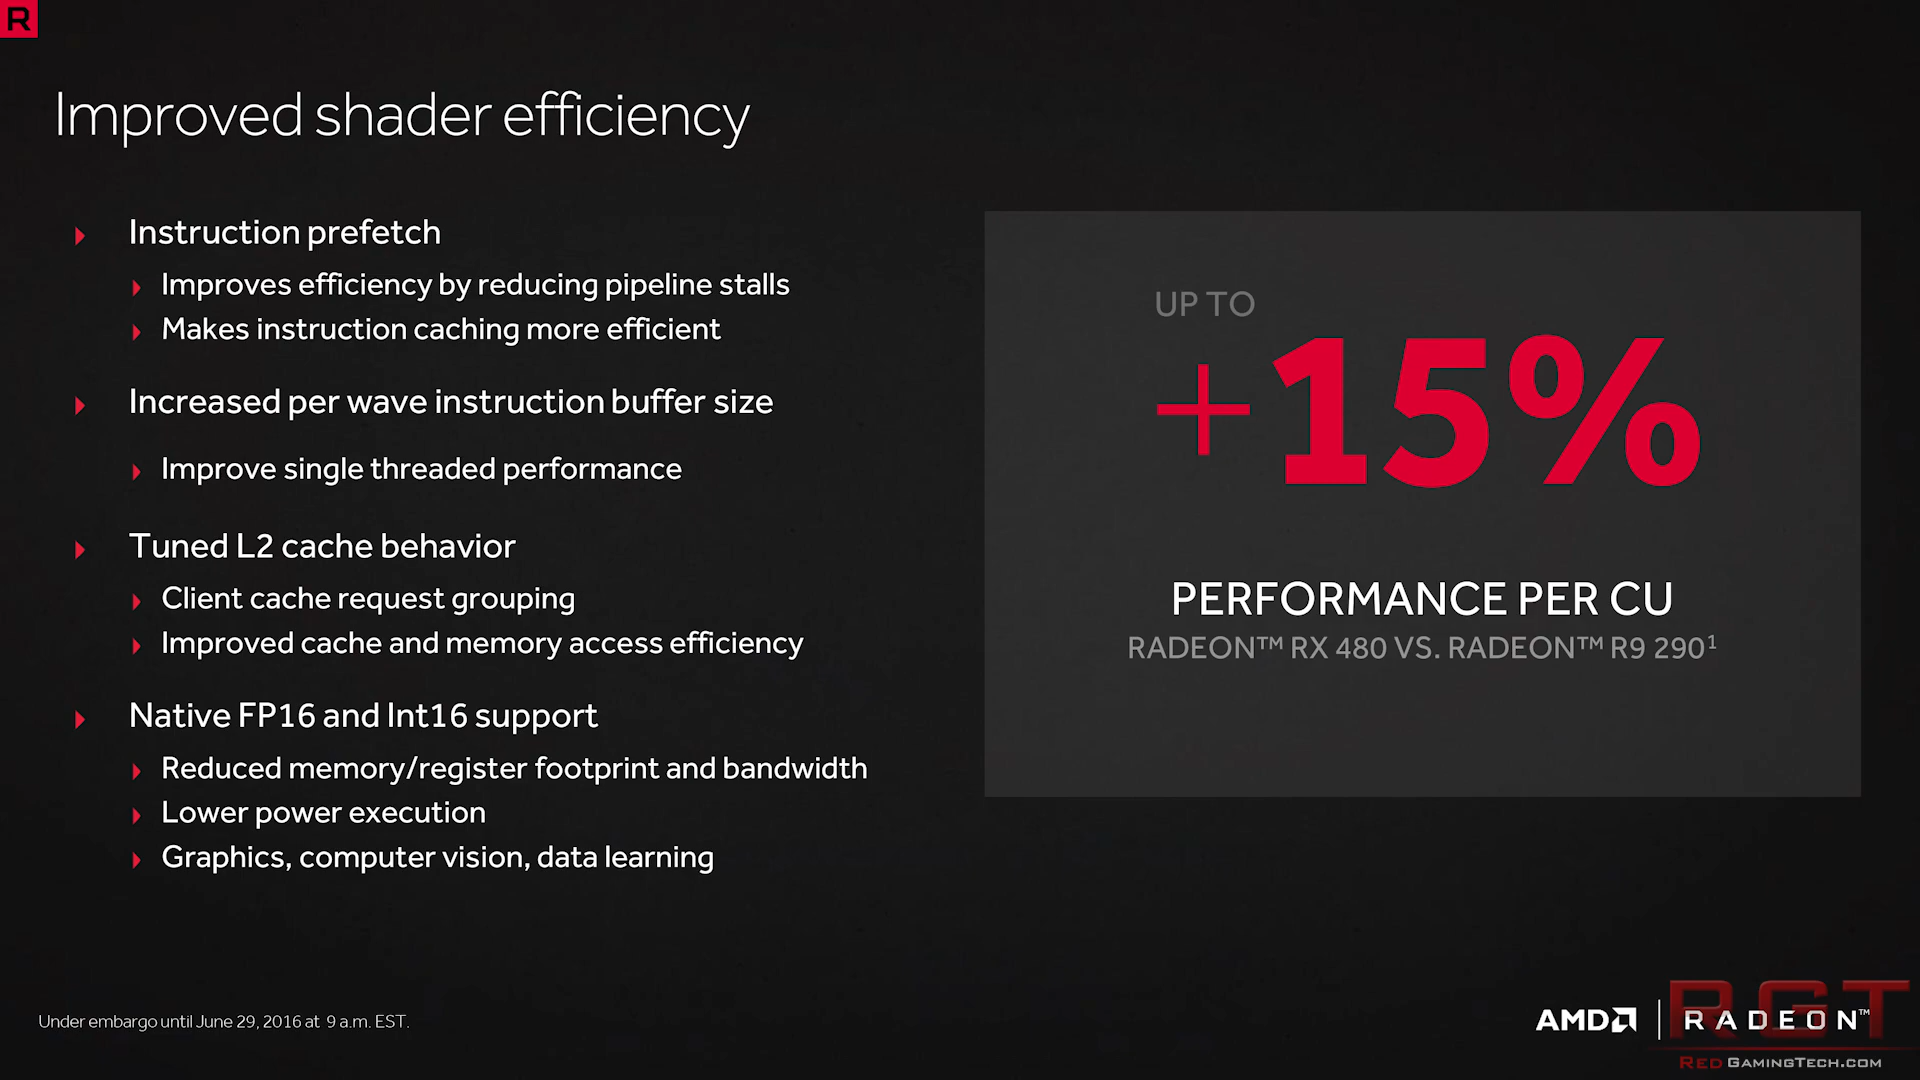 R
Improved shader efficiency
Instruction prefetch
Improves efficiency by reducing pipeline stalls
Makes instruction caching more efficient
Increased per wave instruction buffer size
Improve single threaded performance
Tuned L2 cache behavior
Client cache request grouping
Improved cache and memory access efficiency
Native FP16 and Int16 support
Reduced memory/register footprint and bandwidth
Lower power execution
Graphics, computer vision, data learning
UP TO
+15%
PERFORMANCE PER CU
RADEON™ RX 480 VS. RADEON™ R9 290¹
Under embargo until June 29, 2016 at 9 a.m. EST.
AMD RADEON™
RGT
REDGAMINGTECH.COM